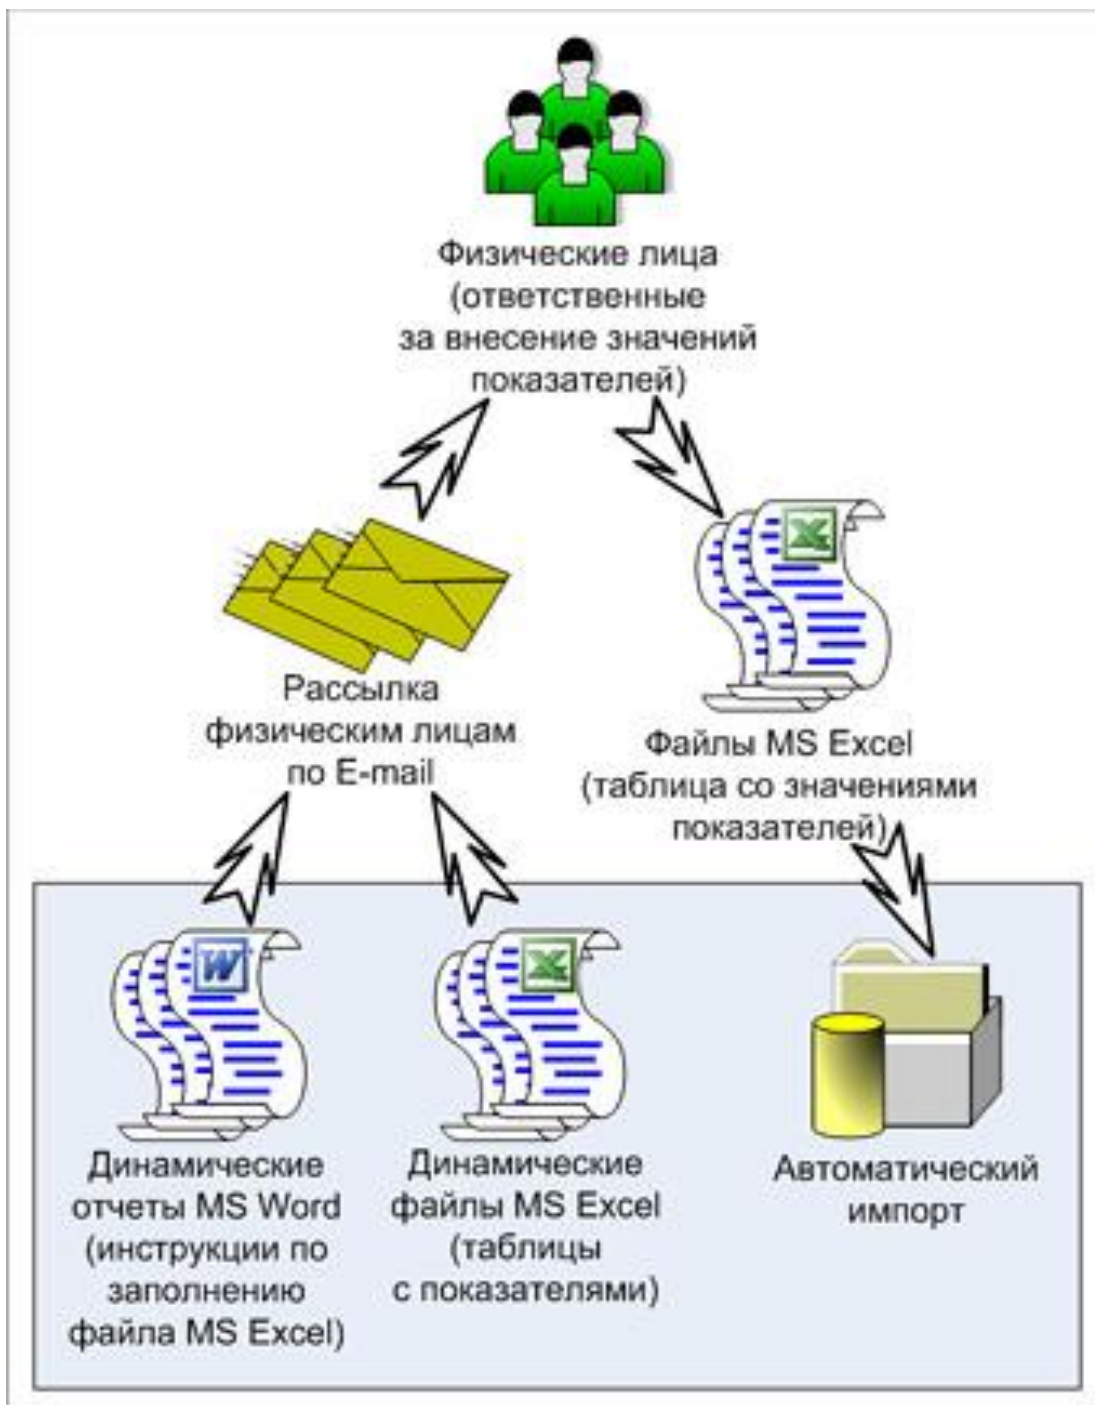 Физические лица
(ответственные
за внесение значений
показателей)
Рассылка
физическим лицам
по E-mail
Файлы MS Excel
(таблица со значениями
показателей)
W
X
X
Динамические
отчеты MS Word
(инструкции по
заполнению
файла MS Excel)
Динамические
файлы MS Excel
(таблицы
с показателями)
Автоматический
импорт